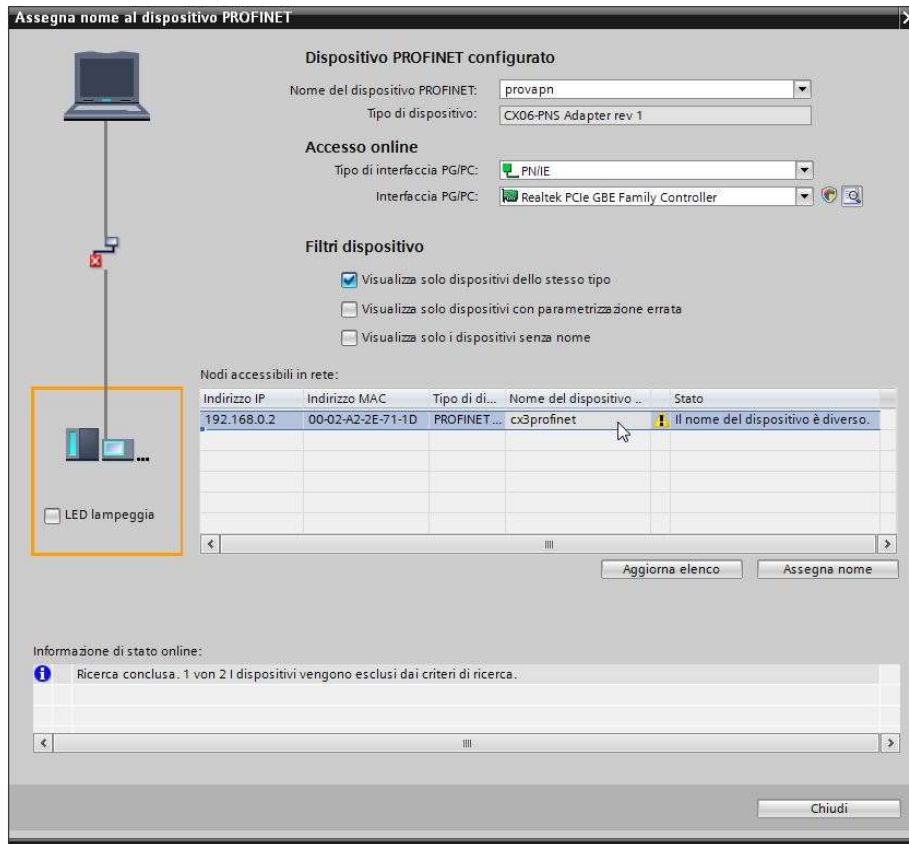 Assegna nome al dispositivo PROFINET
Dispositivo PROFINET configurato
Nome del dispositivo PROFINET: provapn
Tipo di dispositivo: CX06-PNS Adapter rev 1
Accesso online
Tipo di interfaccia PG/PC: PN/IE
Interfaccia PG/PC: Realtek PCIe GBE Family Controller
Filtri dispositivo
Visualizza solo dispositivi dello stesso tipo
Visualizza solo dispositivi con parametrizzazione errata
Visualizza solo i dispositivi senza nome
Nodi accessibili in rete:
Indirizzo IP Indirizzo MAC Tipo di di... Nome del dispositivo .. Stato
192.168.0.2 00-02-A2-2E-71-1D PROFINET... cx3profinet Il nome del dispositivo è diverso.
LED lampeggia
Aggiorna elenco Assegna nome
Informazione di stato online:
Ricerca conclusa. 1 von 2 I dispositivi vengono esclusi dai criteri di ricerca.
Chiudi